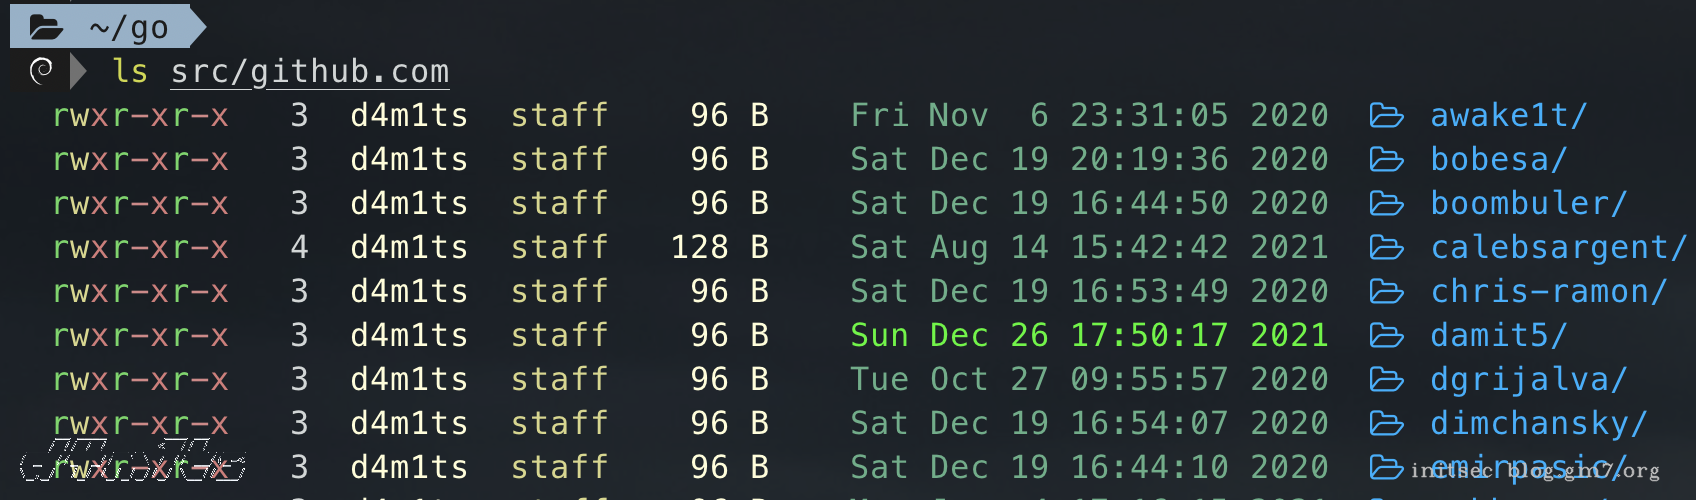 ~/go
ls src/github.com
rwxr-xr-x 3 d4m1ts staff 96 B Fri Nov 6 23:31:05 2020 awake1t/
rwxr-xr-x 3 d4m1ts staff 96 B Sat Dec 19 20:19:36 2020 bobesa/
rwxr-xr-x 3 d4m1ts staff 96 B Sat Dec 19 16:44:50 2020 boombuler/
rwxr-xr-x 4 d4m1ts staff 128 B Sat Aug 14 15:42:42 2021 calebsargent/
rwxr-xr-x 3 d4m1ts staff 96 B Sat Dec 19 16:53:49 2020 chris-ramon/
rwxr-xr-x 3 d4m1ts staff 96 B Sun Dec 26 17:50:17 2021 damit5/
rwxr-xr-x 3 d4m1ts staff 96 B Tue Oct 27 09:55:57 2020 dgrijalva/
rwxr-xr-x 3 d4m1ts staff 96 B Sat Dec 19 16:54:07 2020 dimchansky/
rwxr-xr-x 3 d4m1ts staff 96 B Sat Dec 19 16:44:10 2020 emirpasic/
initsec blog.gm7.org